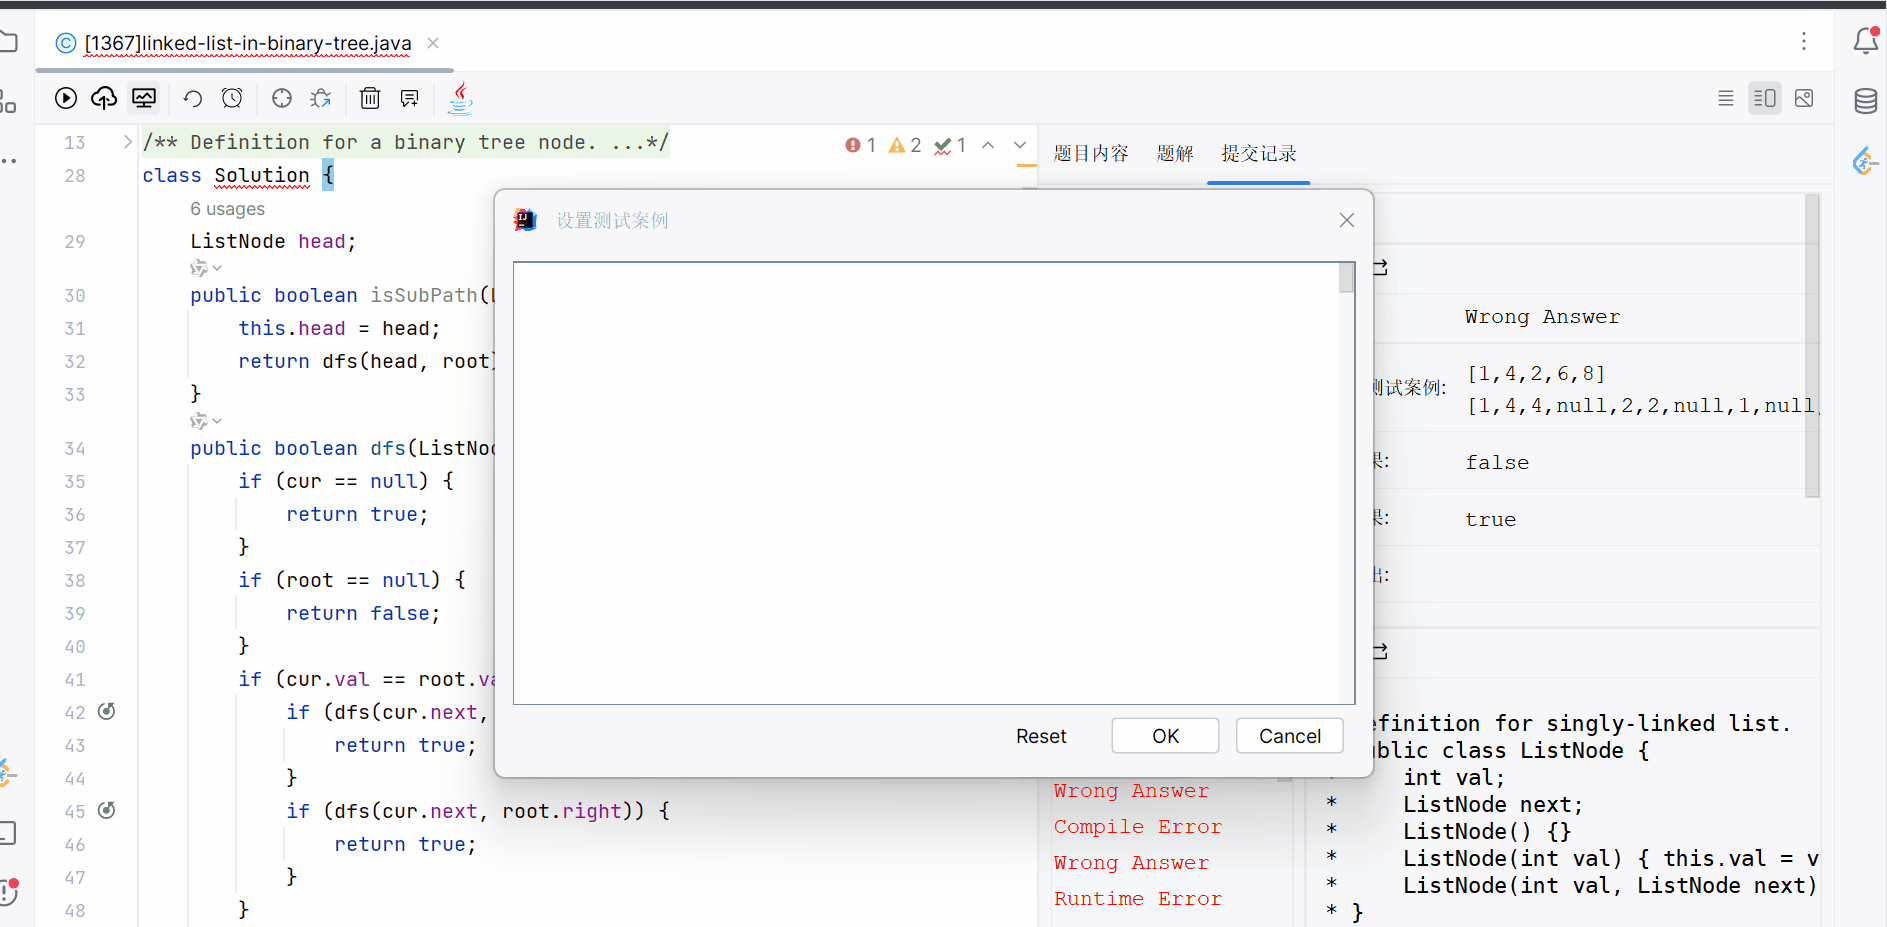 [1367]linked-list-in-binary-tree.java
13 /** Definition for a binary tree node. ...*/
1 2 1
28 class Solution {
6 usages
29 ListNode head;
30 public boolean isSubPath(
31 this.head = head;
32 return dfs(head, root)
33 }
34 public boolean dfs(
35 if (cur == null) {
36 return true;
37 }
38 if (root == null) {
39 return false;
40 }
41 if (cur.val == root.
42 if (dfs(cur.next,
43 return true;
44 }
45 if (dfs(cur.next, root.right)) {
46 return true;
47 }
48 }
设置测试案例
Reset OK Cancel
题目内容 题解 提交记录
Wrong Answer
测试案例: [1,4,2,6,8]
[1,4,4,null,2,2,null,1,null,
果: false
果: true
出:
Wrong Answer
Compile Error
Wrong Answer
Runtime Error
efinition for singly-linked list.
ublic class ListNode {
* int val;
* ListNode next;
* ListNode() {}
* ListNode(int val) { this.val = v
* ListNode(int val, ListNode next)
* }